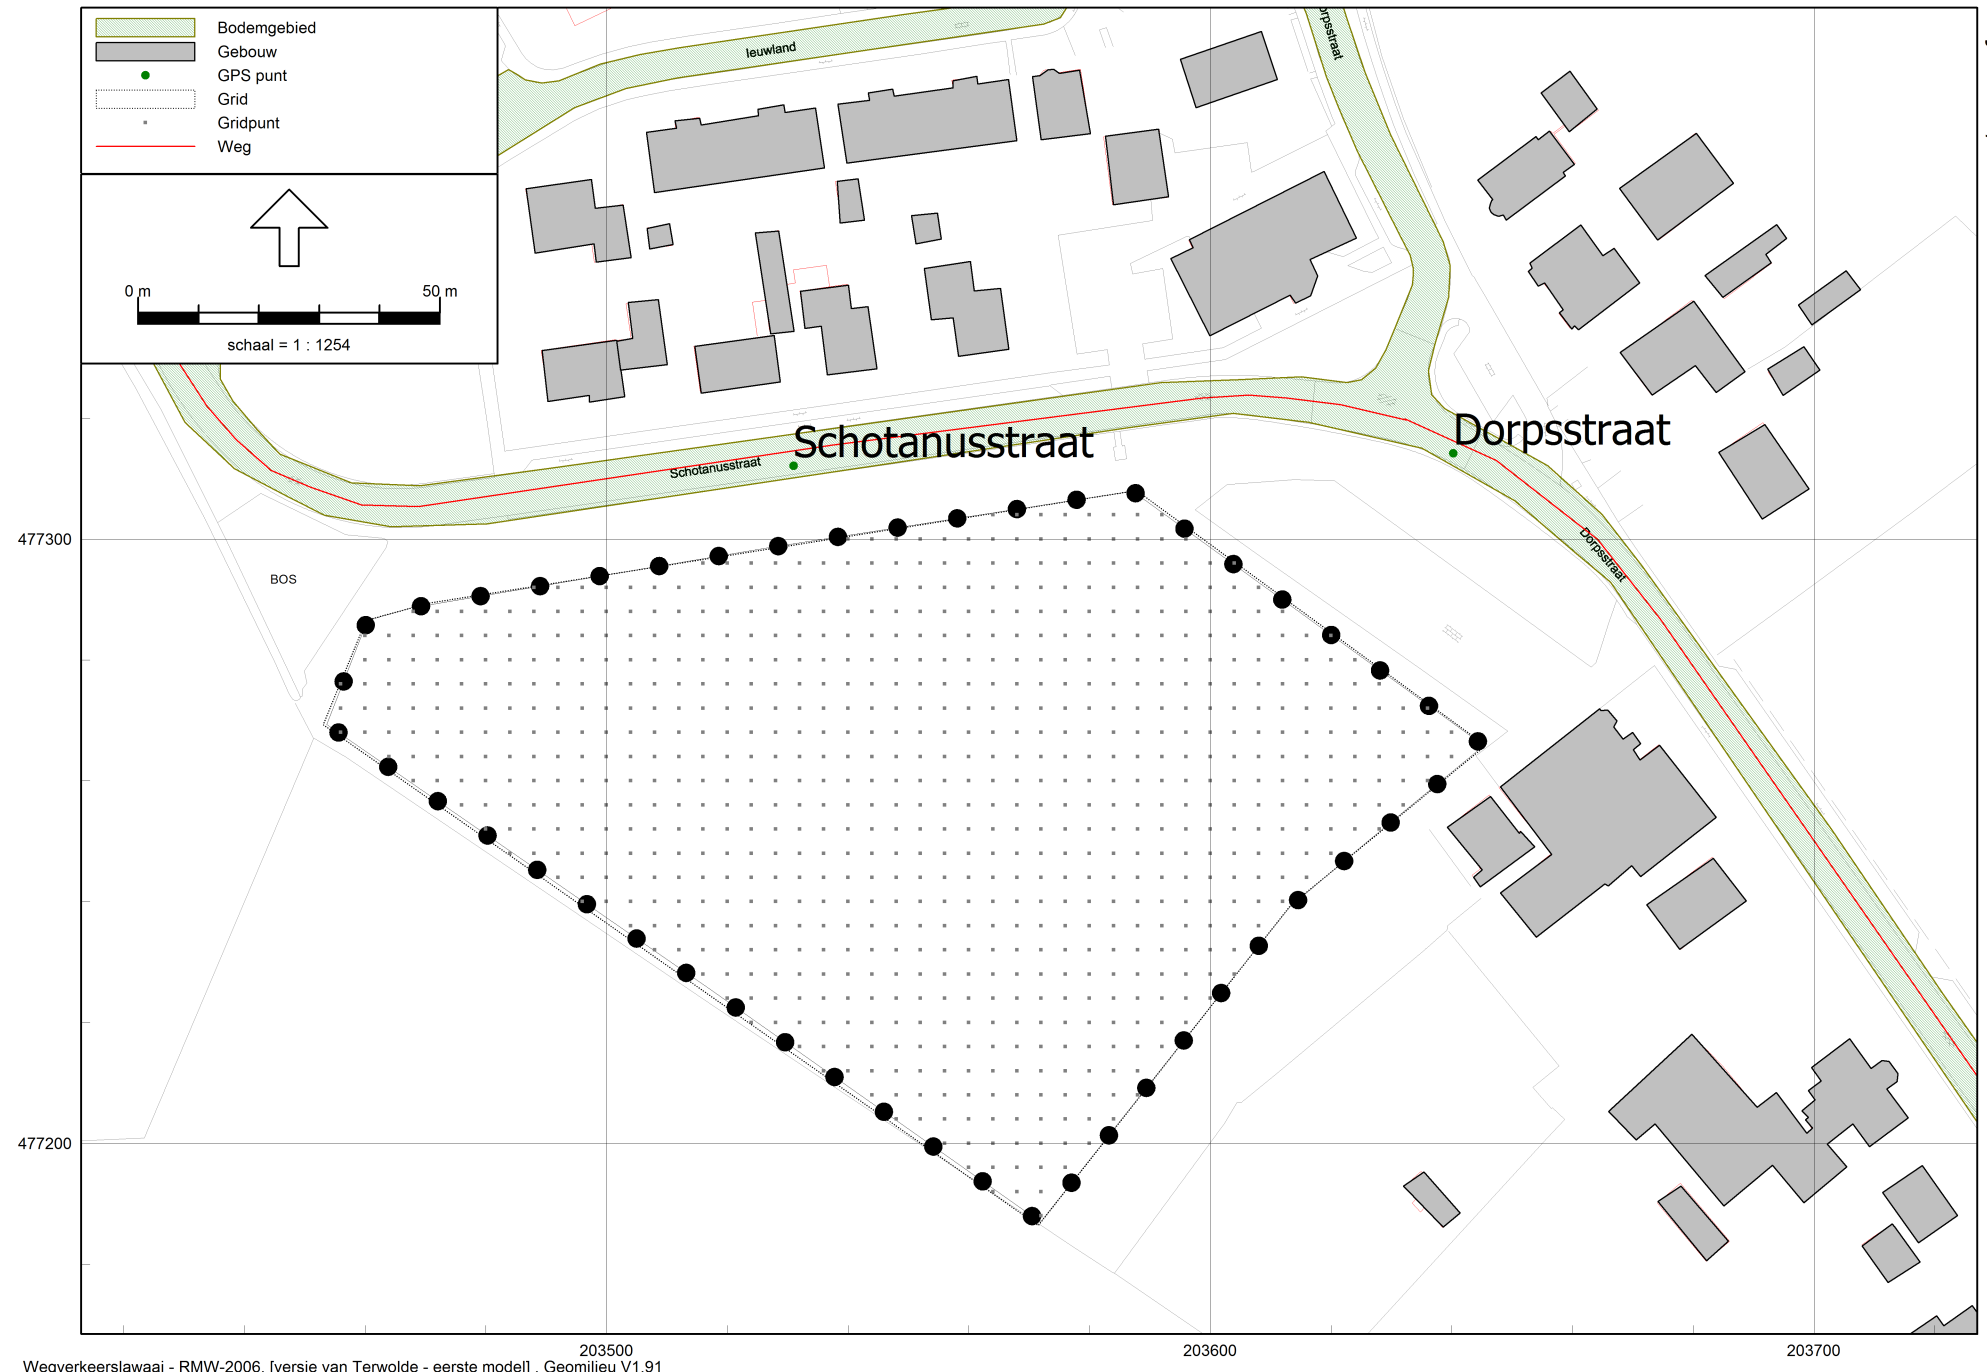 Bodemgebied
Gebouw
GPS punt
Grid
Gridpunt
Weg
0 m
50 m
schaal = 1 : 1254
Ieuwland
Dorpsstraat
Schotanusstraat
Schotanusstraat
Dorpsstraat
Dorpsstraat
BOS
477300
477200
203500
203600
203700
Wegverkeerslawaai - RMW-2006, [versie van Terwolde - eerste model] , Geomilieu V1.91